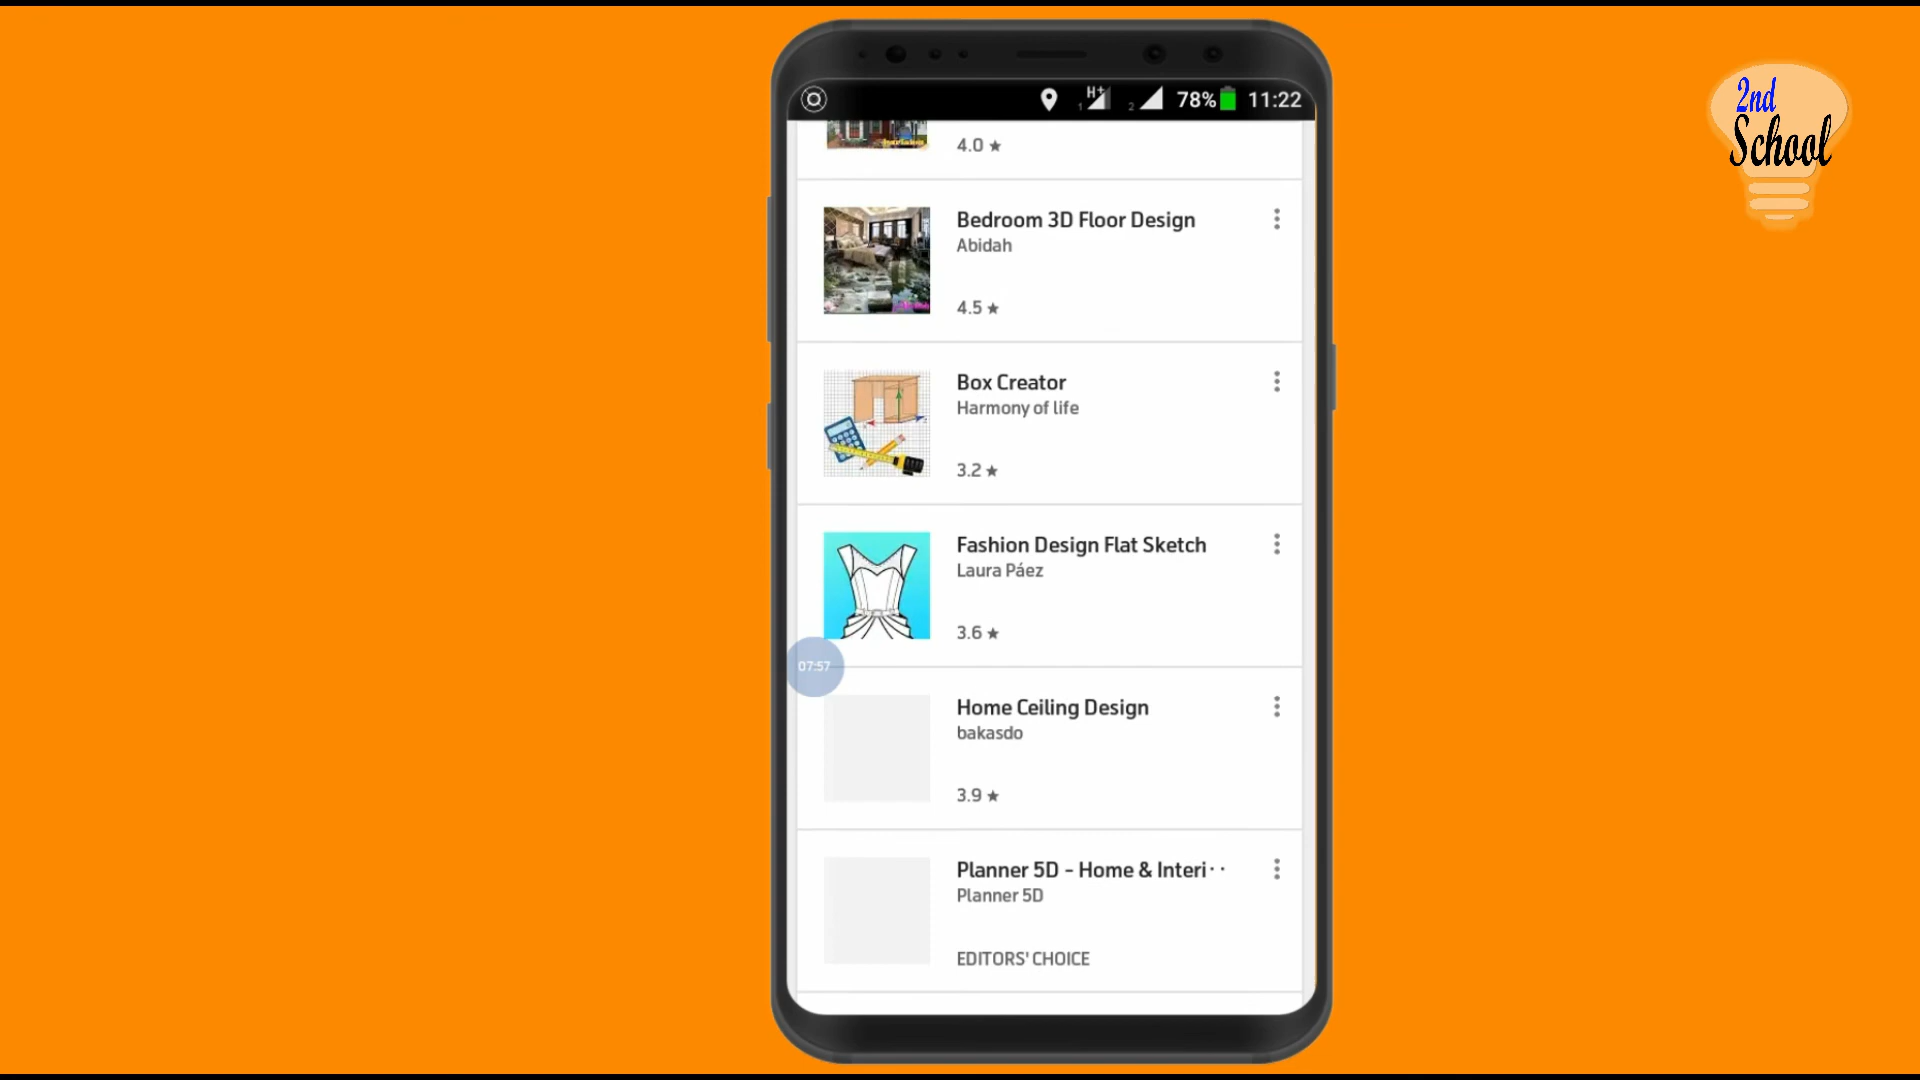 H+
1
2
78%
11:22
2nd
School
4.0 ★
Bedroom 3D Floor Design
Abidah
4.5 ★
Box Creator
Harmony of life
3.2 ★
Fashion Design Flat Sketch
Laura Páez
3.6 ★
07:57
Home Ceiling Design
bakasdo
3.9 ★
Planner 5D - Home & Interi··
Planner 5D
EDITORS' CHOICE